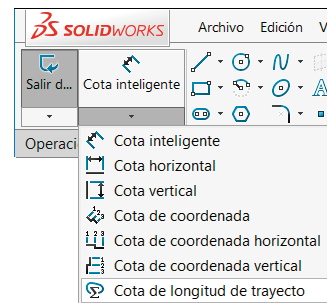 SOLIDWORKS
Archivo Edición V
Salir d... Cota inteligente
Operaci
Cota inteligente
Cota horizontal
Cota vertical
Cota de coordenada
Cota de coordenada horizontal
Cota de coordenada vertical
Cota de longitud de trayecto